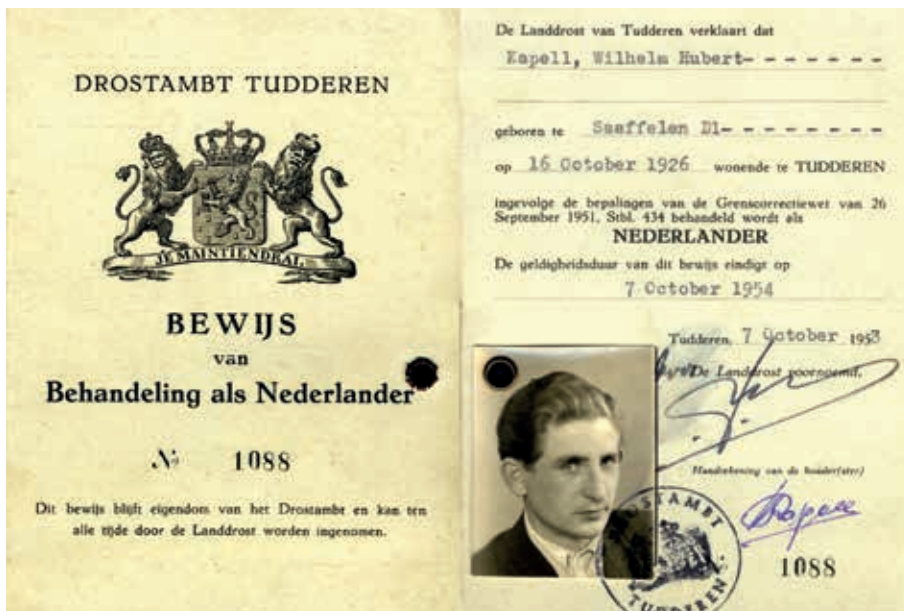 DROSTAMBT TUDDEREN
JE MAINTIENDRAI
BEWIJS
van
Behandeling als Nederlander
No 1088
Dit bewijs blijft eigendom van het Drostambt en kan ten
alle tijde door de Landdrost worden ingenomen.
De Landdrost van Tudderen verklaart dat
Kapell, Wilhelm Hubert- - - - - - -
geboren te Saeffelen D1- - - - - - - -
op 16 October 1926 wonende te TUDDEREN
ingevolge de bepalingen van de Grenscorrectiewet van 26
September 1951, Stbl. 434 behandeld wordt als
NEDERLANDER
De geldigheidsduur van dit bewijs eindigt op
7 October 1954
Tudderen, 7 October 1953
De Landdrost voornoemd,
Handtekening van de houder(ster)
DROSTAMBT
TUDDEREN
1088